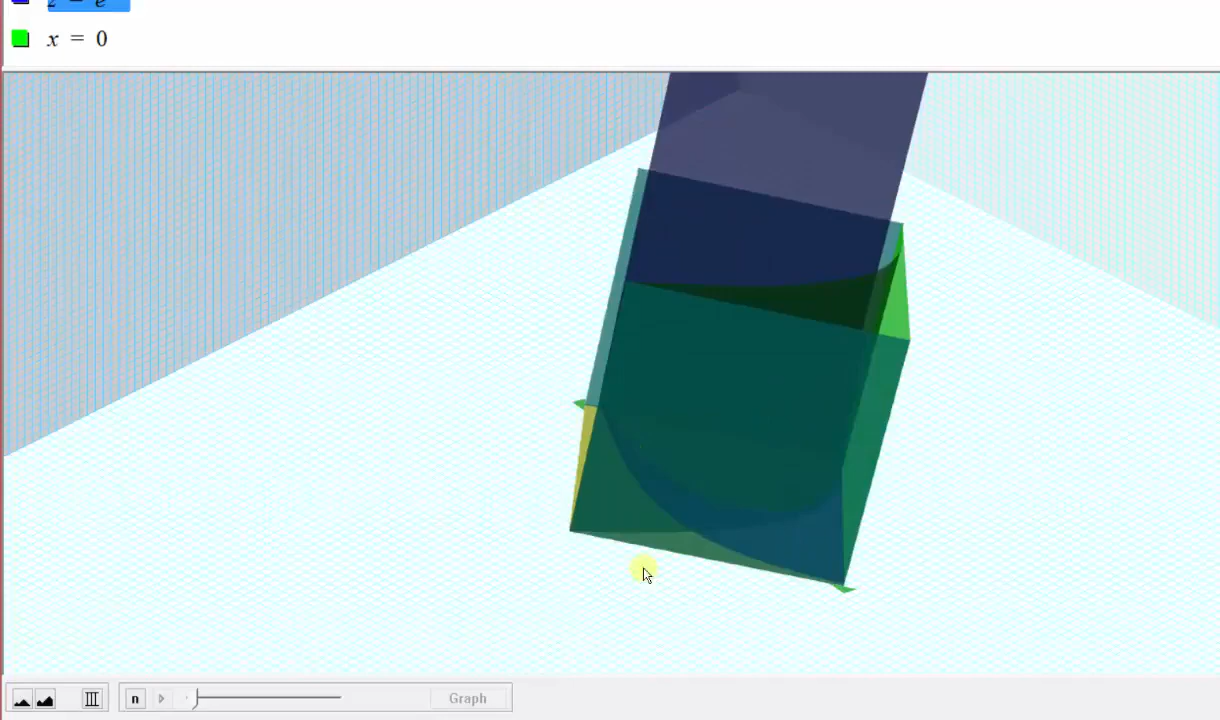 z = e
x = 0
n
Graph